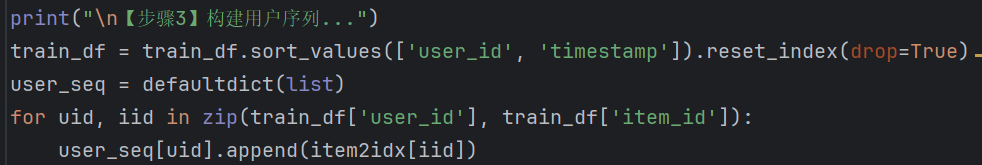 print("\n【步骤3】构建用户序列...")
train_df = train_df.sort_values(['user_id', 'timestamp']).reset_index(drop=True)
user_seq = defaultdict(list)
for uid, iid in zip(train_df['user_id'], train_df['item_id']):
    user_seq[uid].append(item2idx[iid])